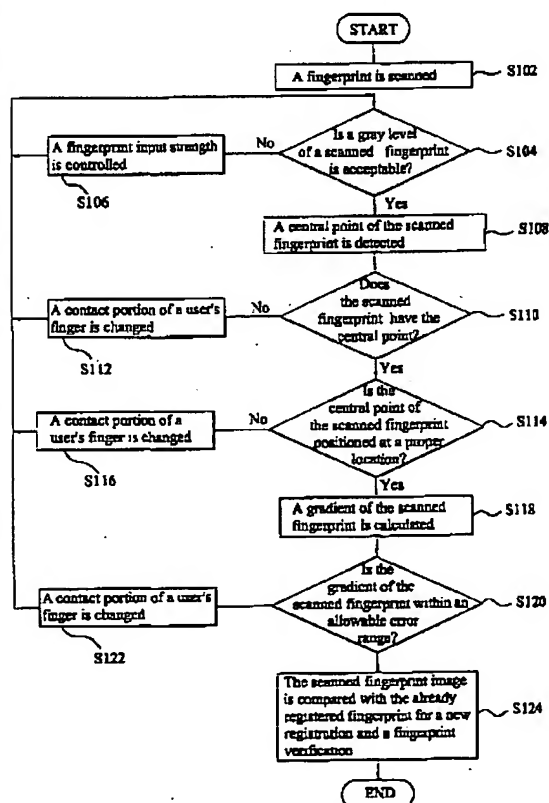 START
A fingerprint is scanned
S102
Is a gray level
of a scanned fingerprint
is acceptable?
S104
No
A fingerprint input strength
is controlled
S106
Yes
A central point of the scanned
fingerprint is detected
S108
Does
the scanned
fingerprint have the
central point?
S110
No
A contact portion of a user's
finger is changed
S112
Yes
Is the
central point of
the scanned fingerprint
positioned at a proper
location?
S114
No
A contact portion of a
user's finger is changed
S116
Yes
A gradient of the scanned
fingerprint is calculated
S118
Is the
gradient of the
scanned fingerprint within an
allowable error
range?
S120
A contact portion of a user's
finger is changed
S122
The scanned fingerprint image
is compared with the already
registered fingerprint for a new
registration and a fingerprint
verification
S124
END